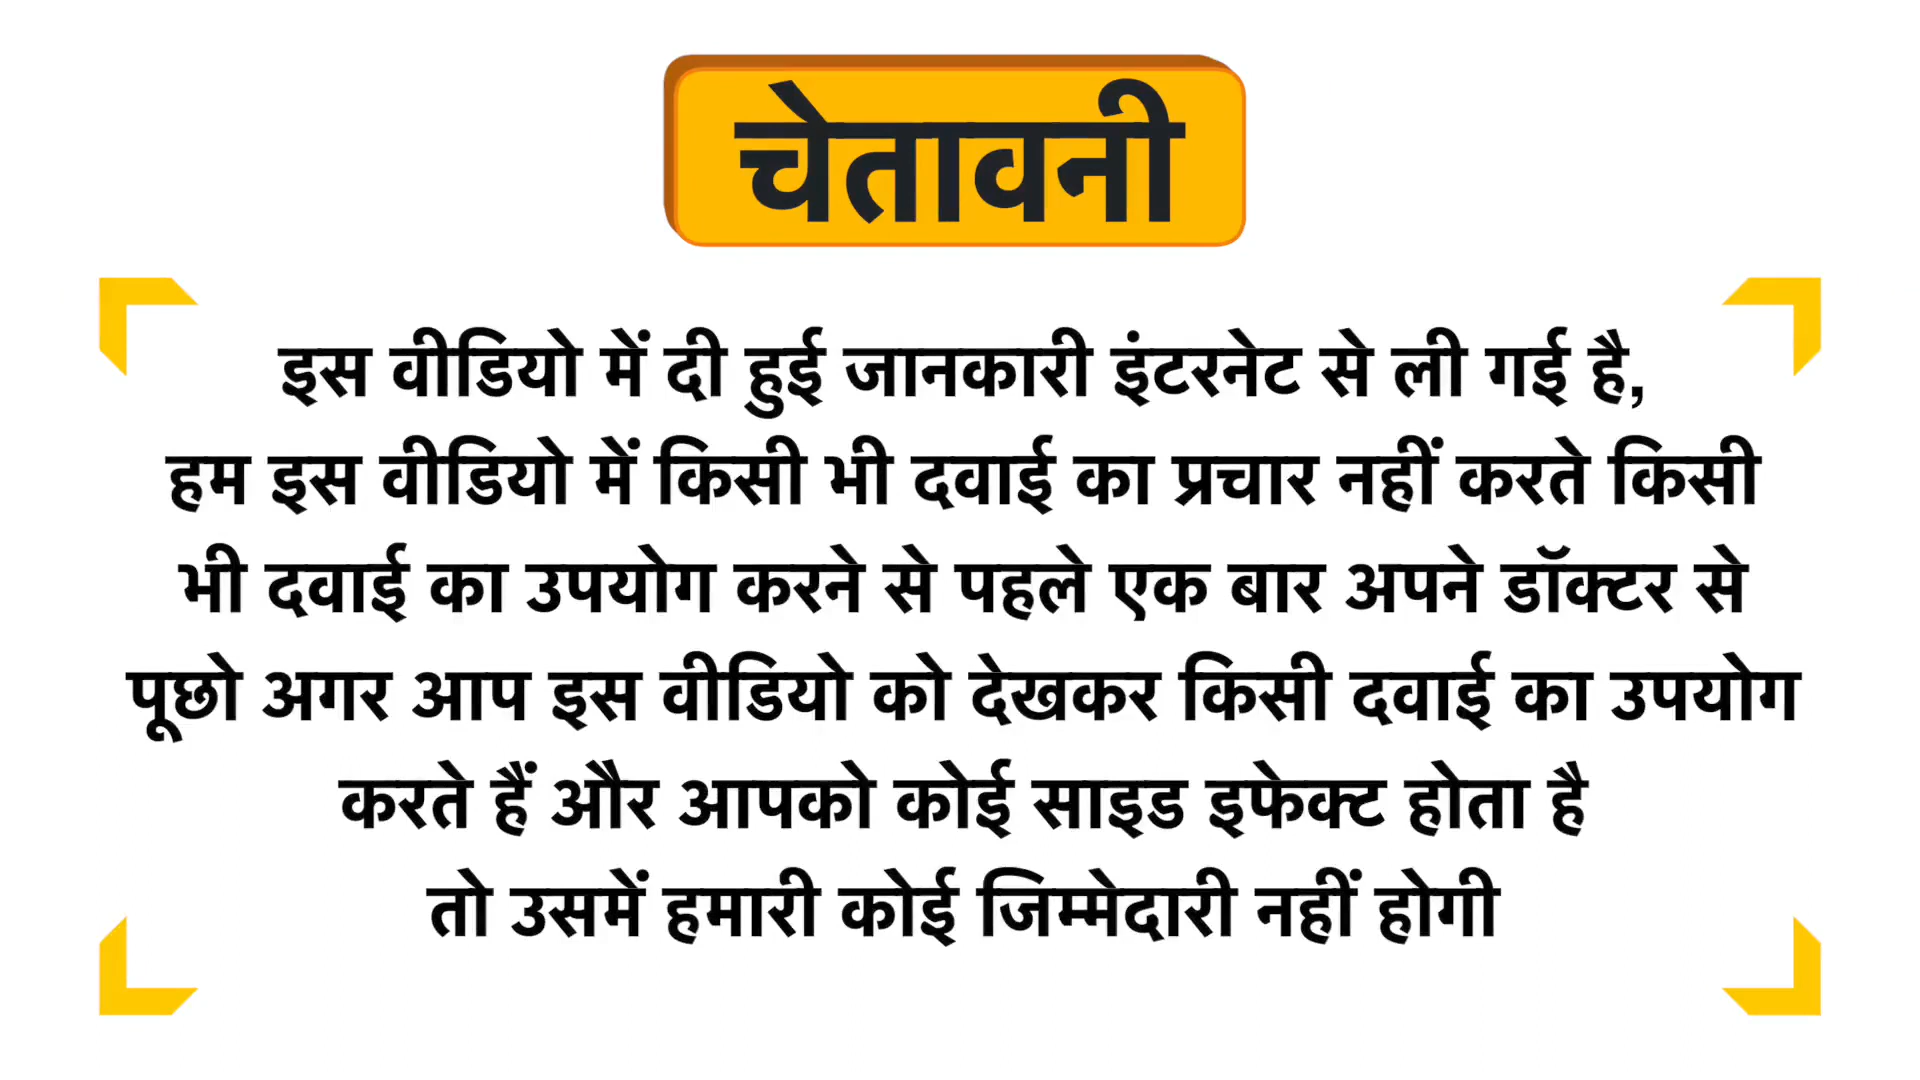 चेतावनी
इस वीडियो में दी हुई जानकारी इंटरनेट से ली गई है,
हम इस वीडियो में किसी भी दवाई का प्रचार नहीं करते किसी
भी दवाई का उपयोग करने से पहले एक बार अपने डॉक्टर से
पूछो अगर आप इस वीडियो को देखकर किसी दवाई का उपयोग
करते हैं और आपको कोई साइड इफेक्ट होता है
तो उसमें हमारी कोई जिम्मेदारी नहीं होगी